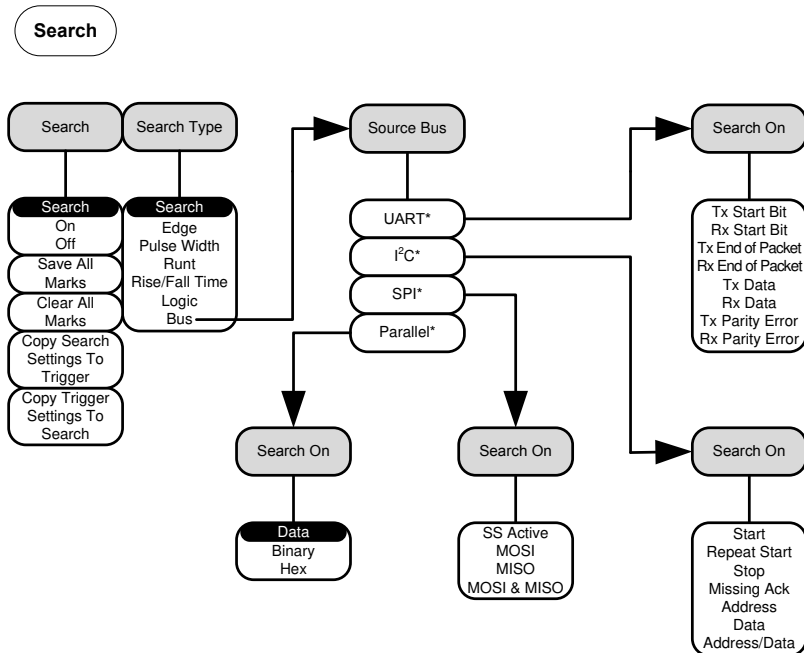 Search
Search
Search Type
Source Bus
Search On
Search
On
Off
Save All
Marks
Clear All
Marks
Copy Search
Settings To
Trigger
Copy Trigger
Settings To
Search
Search
Edge
Pulse Width
Runt
Rise/Fall Time
Logic
Bus
UART*
I²C*
SPI*
Parallel*
Tx Start Bit
Rx Start Bit
Tx End of Packet
Rx End of Packet
Tx Data
Rx Data
Tx Parity Error
Rx Parity Error
Search On
Data
Binary
Hex
Search On
SS Active
MOSI
MISO
MOSI & MISO
Search On
Start
Repeat Start
Stop
Missing Ack
Address
Data
Address/Data